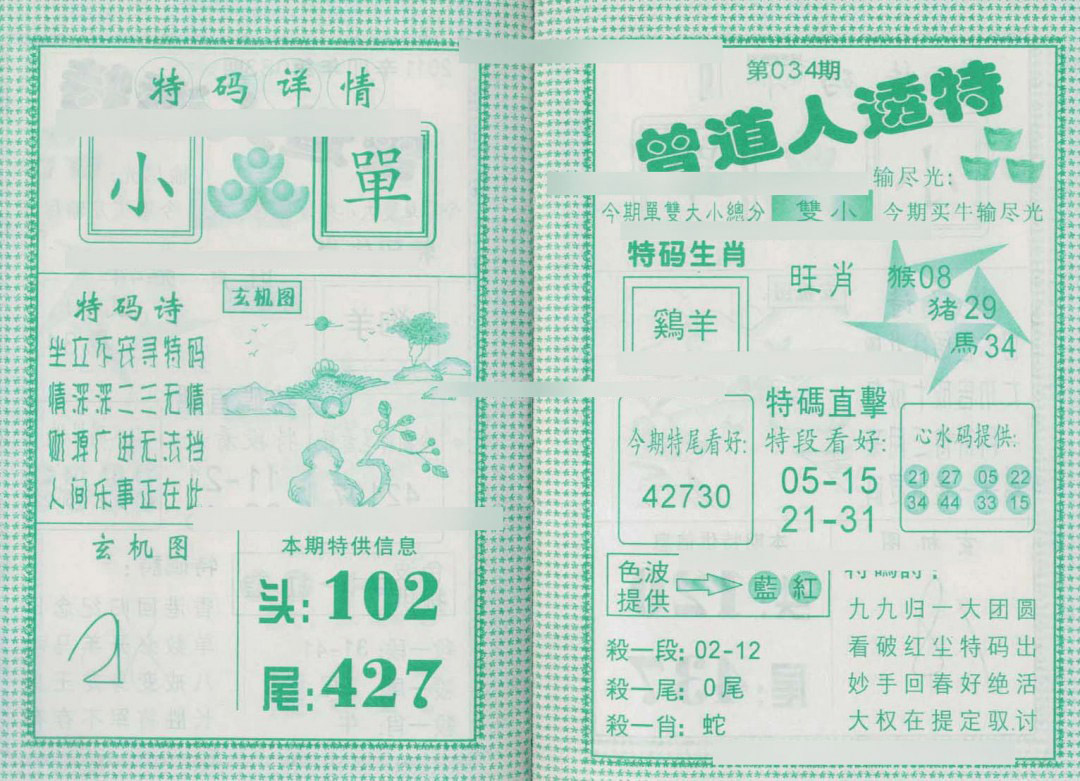 特码详情
小 單
特码诗
坐立不安寻特码
情深深二三无情
财源广进无法挡
人间乐事正在此
玄机图
玄机图
本期特供信息
头:102
尾:427
第034期
曾道人透特
输尽光:
今期單雙大小總分 雙小 今期买牛输尽光
特码生肖
鷄羊
旺肖
猴08
猪29
馬34
今期特尾看好:
42730
特碼直擊
特段看好:
05-15
21-31
心水码提供:
21 27 05 22
34 44 33 15
色波
提供
藍 紅
殺一段: 02-12
殺一尾: 0尾
殺一肖: 蛇
九九归一大团圆
看破红尘特码出
妙手回春好绝活
大权在提定驭讨